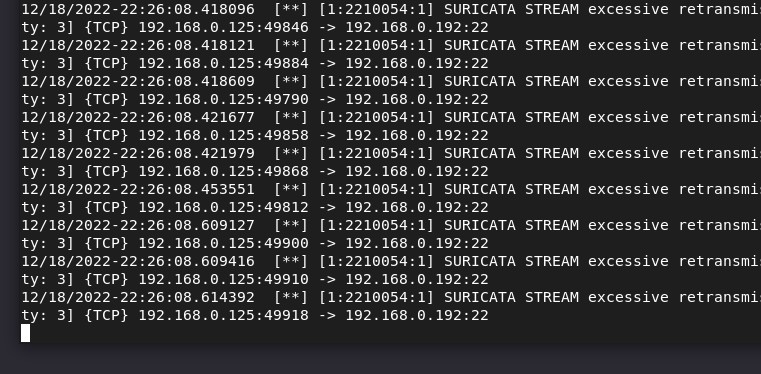 12/18/2022-22:26:08.418096  [**] [1:2210054:1] SURICATA STREAM excessive retransmi
ty: 3] {TCP} 192.168.0.125:49846 -> 192.168.0.192:22
12/18/2022-22:26:08.418121  [**] [1:2210054:1] SURICATA STREAM excessive retransmi
ty: 3] {TCP} 192.168.0.125:49884 -> 192.168.0.192:22
12/18/2022-22:26:08.418609  [**] [1:2210054:1] SURICATA STREAM excessive retransmi
ty: 3] {TCP} 192.168.0.125:49790 -> 192.168.0.192:22
12/18/2022-22:26:08.421677  [**] [1:2210054:1] SURICATA STREAM excessive retransmi
ty: 3] {TCP} 192.168.0.125:49858 -> 192.168.0.192:22
12/18/2022-22:26:08.421979  [**] [1:2210054:1] SURICATA STREAM excessive retransmi
ty: 3] {TCP} 192.168.0.125:49868 -> 192.168.0.192:22
12/18/2022-22:26:08.453551  [**] [1:2210054:1] SURICATA STREAM excessive retransmi
ty: 3] {TCP} 192.168.0.125:49812 -> 192.168.0.192:22
12/18/2022-22:26:08.609127  [**] [1:2210054:1] SURICATA STREAM excessive retransmi
ty: 3] {TCP} 192.168.0.125:49900 -> 192.168.0.192:22
12/18/2022-22:26:08.609416  [**] [1:2210054:1] SURICATA STREAM excessive retransmi
ty: 3] {TCP} 192.168.0.125:49910 -> 192.168.0.192:22
12/18/2022-22:26:08.614392  [**] [1:2210054:1] SURICATA STREAM excessive retransmi
ty: 3] {TCP} 192.168.0.125:49918 -> 192.168.0.192:22